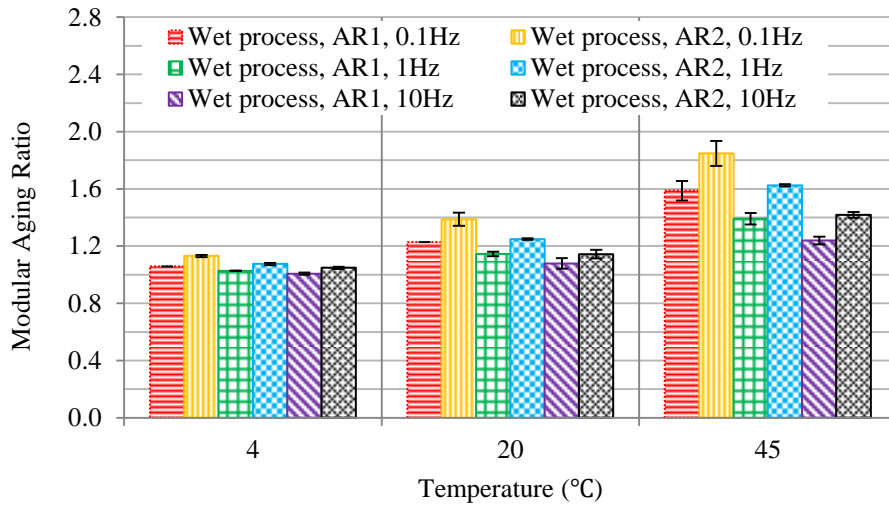 2.8
2.4
2.0
1.6
1.2
0.8
0.4
0.0
Modular Aging Ratio
Wet process, AR1, 0.1Hz
Wet process, AR2, 0.1Hz
Wet process, AR1, 1Hz
Wet process, AR2, 1Hz
Wet process, AR1, 10Hz
Wet process, AR2, 10Hz
4
20
45
Temperature (℃)